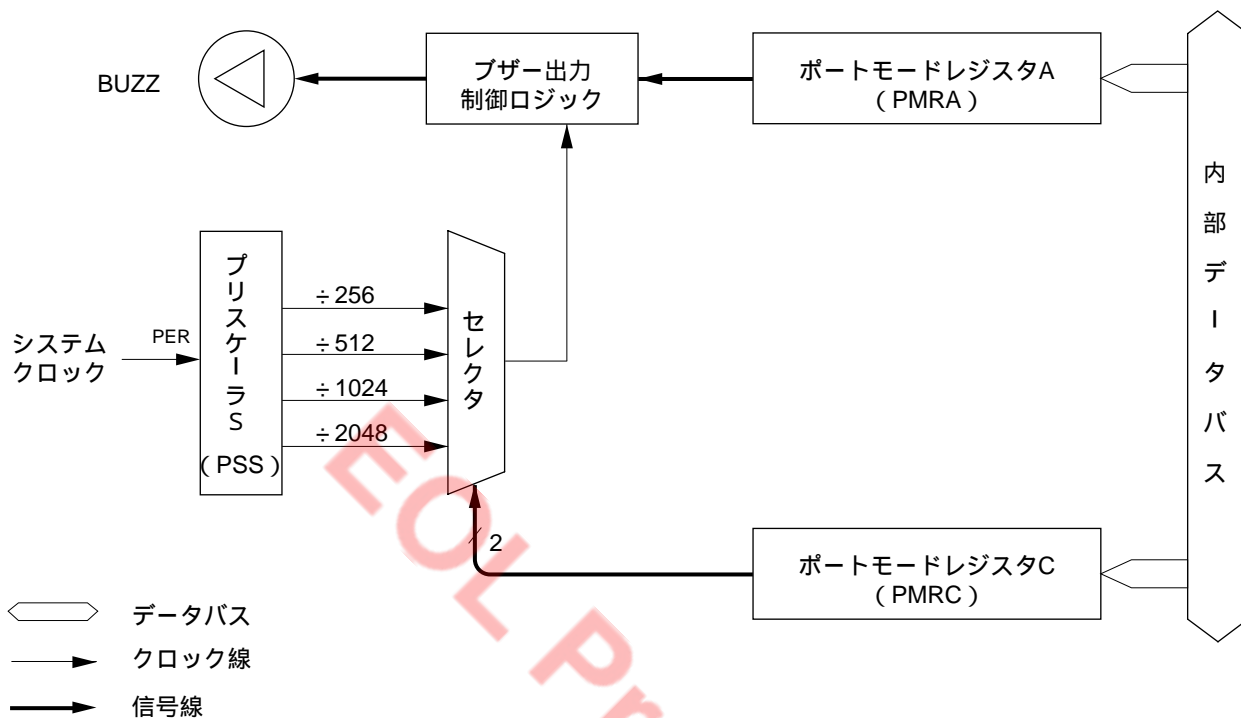 BUZZ
ブザー出力
制御ロジック
ポートモードレジスタA
（PMRA）
内部データバス
プリスケーラS
（PSS）
システム
クロック
PER
÷256
÷512
÷1024
÷2048
セレクタ
2
ポートモードレジスタC
（PMRC）
データバス
クロック線
信号線
EOL Pr